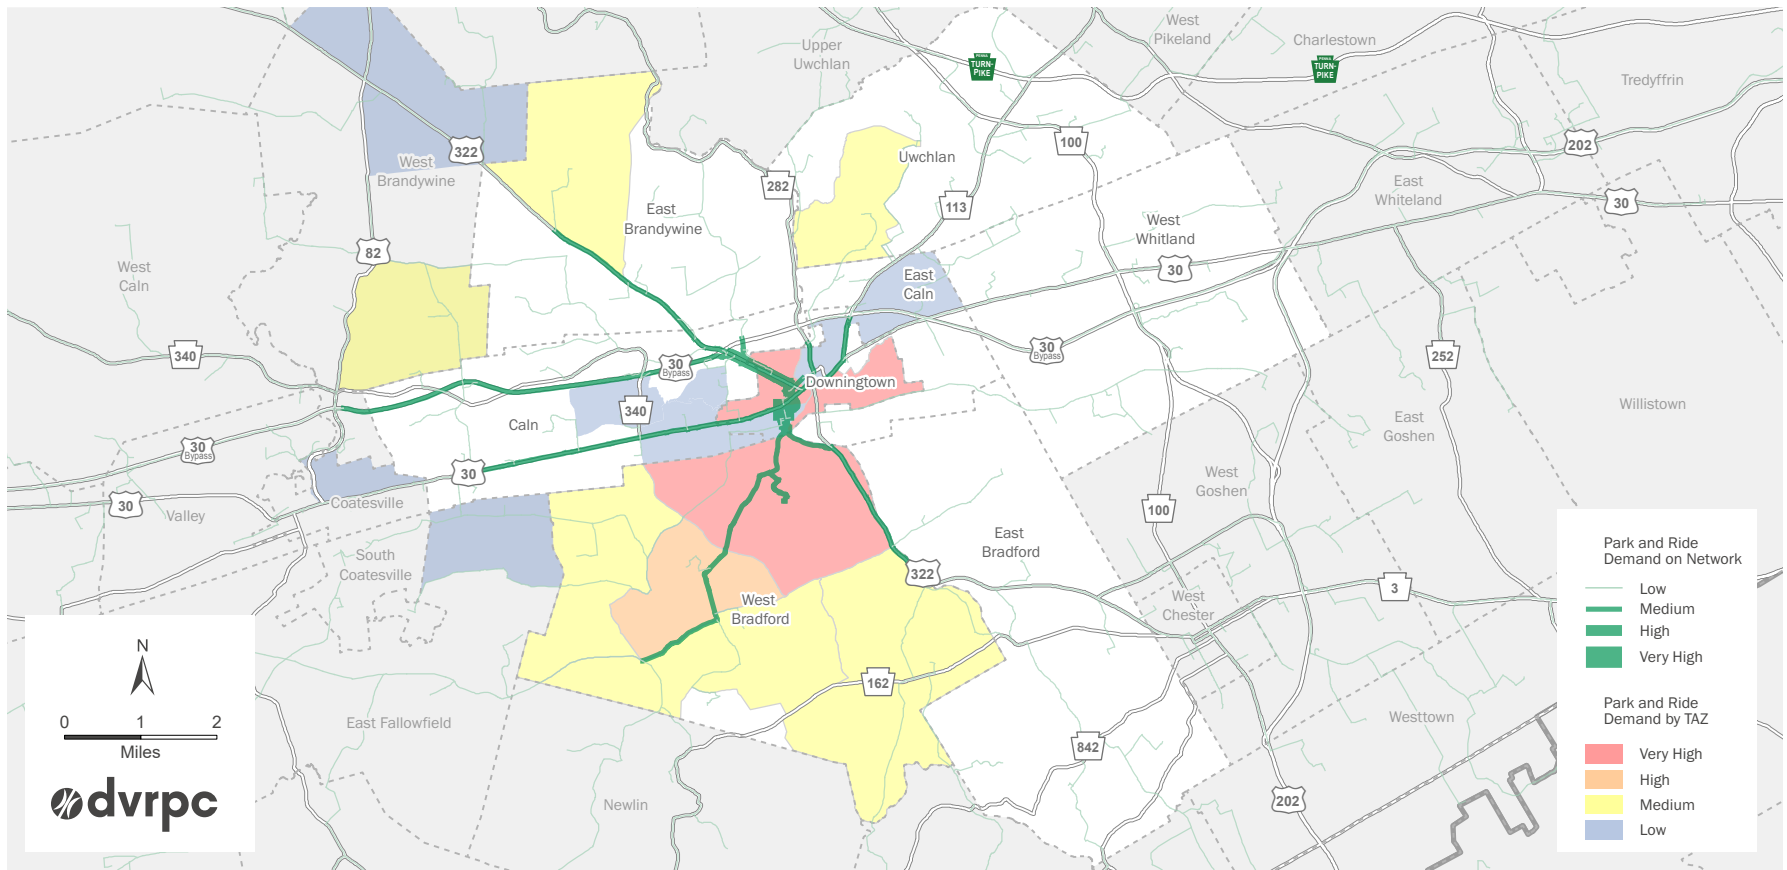 West
Pikeland
Charlestown
Upper
Uwchlan
PENNA
TURN-
PIKE
PENNA
TURN-
PIKE
Tredyffrin
322
West
Brandywine
100
202
Uwchlan
282
113
East
Whiteland
30
East
Brandywine
West
Whitland
82
West
Caln
30
East
Caln
340
30
Bypass
30
Bypass
252
Downingtown
340
Caln
East
Goshen
Willistown
30
Bypass
30
West
Goshen
30
Valley
Coatesville
100
South
Coatesville
East
Bradford
322
West
Bradford
West
Chester
3
162
East Fallowfield
Westtown
842
Newlin
202
N
0 1 2
Miles
dvrpc
Park and Ride
Demand on Network
Low
Medium
High
Very High
Park and Ride
Demand by TAZ
Very High
High
Medium
Low